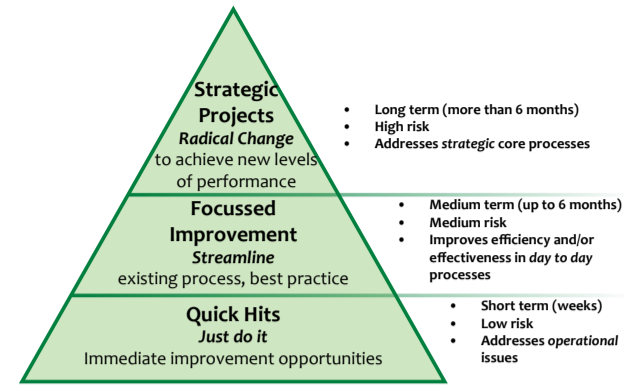 Strategic
Projects
Radical Change
to achieve new levels
of performance
• Long term (more than 6 months)
• High risk
• Addresses strategic core processes
Focussed
Improvement
Streamline
existing process, best practice
• Medium term (up to 6 months)
• Medium risk
• Improves efficiency and/or
effectiveness in day to day
processes
Quick Hits
Just do it
Immediate improvement opportunities
• Short term (weeks)
• Low risk
• Addresses operational
issues